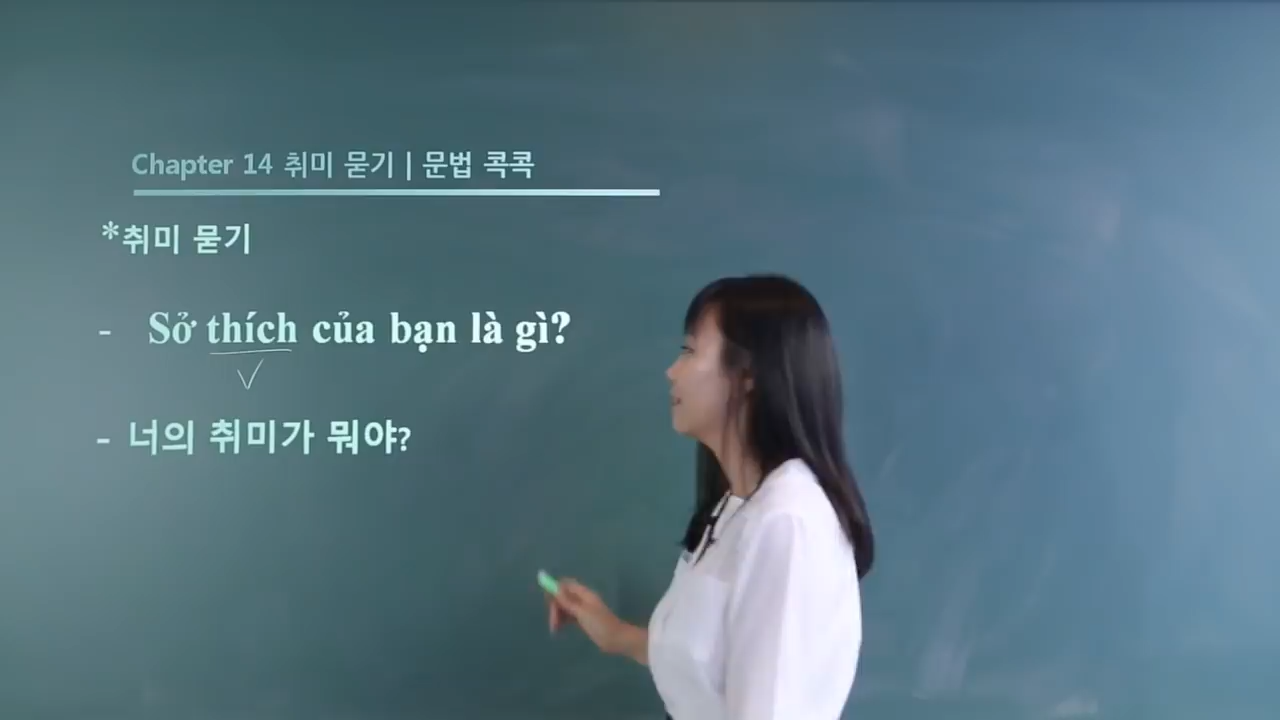 Chapter 14 취미 묻기 | 문법 콕콕
*취미 묻기
- Sở thích của bạn là gì?
- 너의 취미가 뭐야?